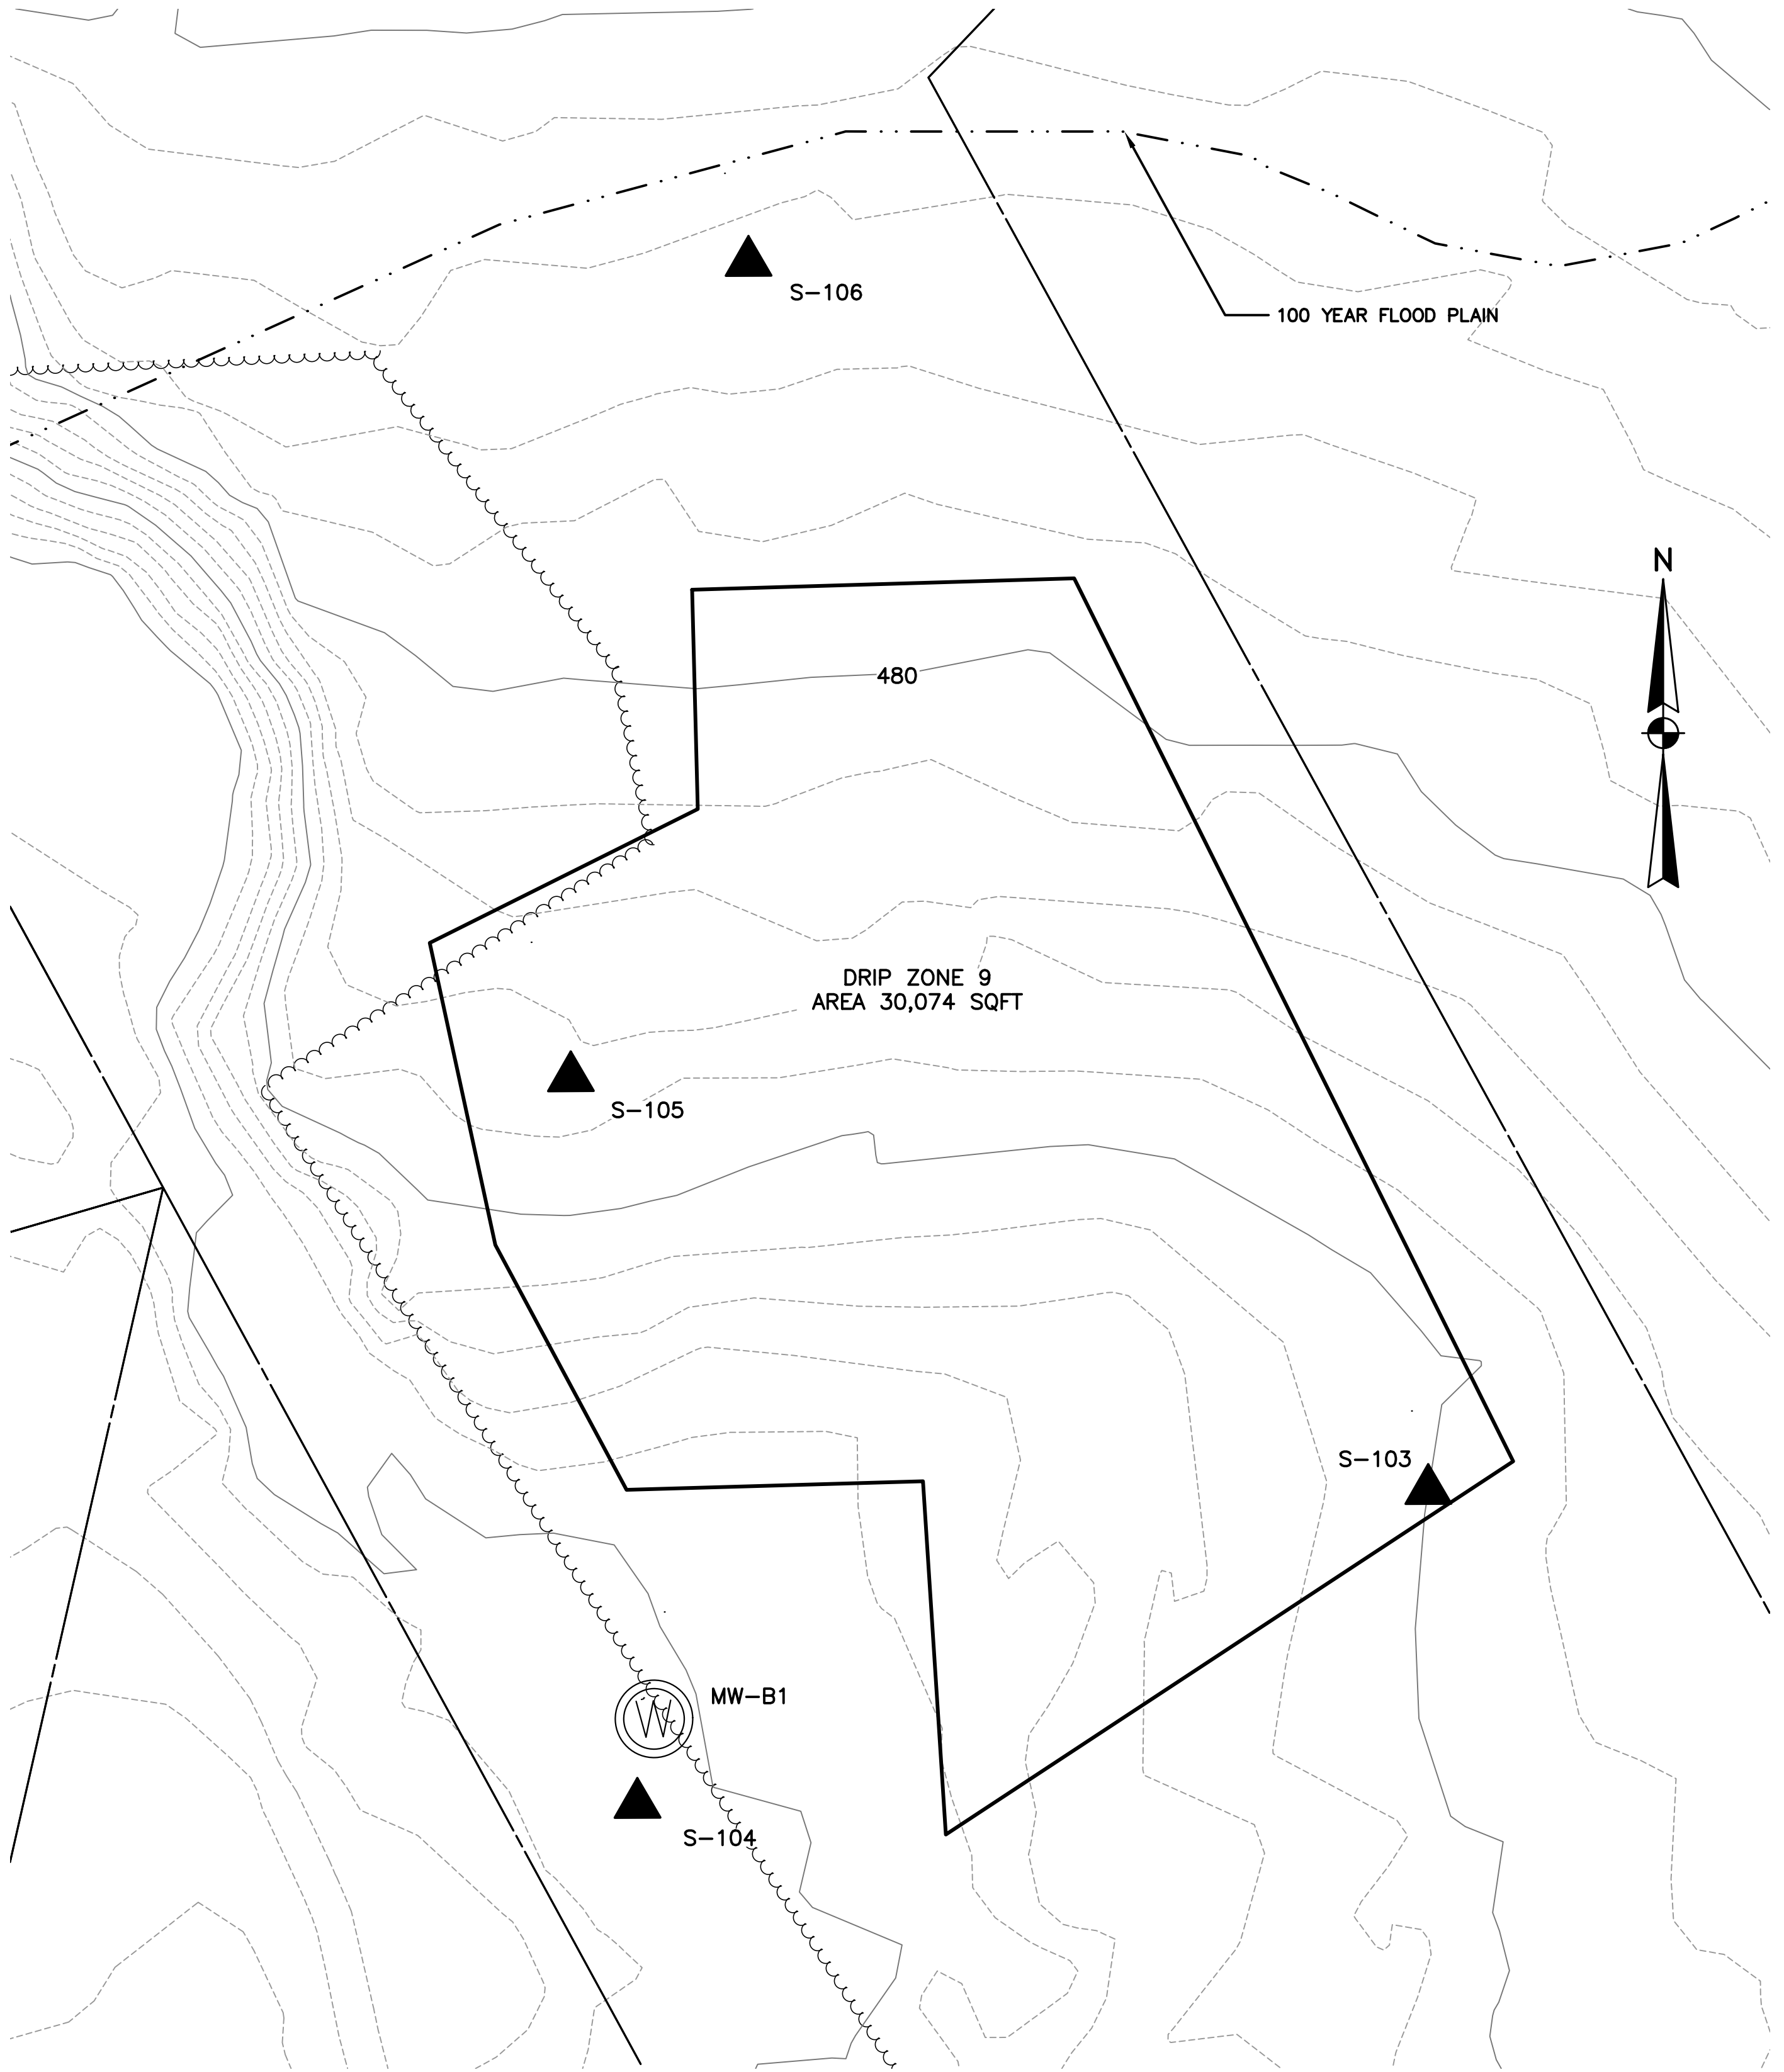 S-106
100 YEAR FLOOD PLAIN
N
480
DRIP ZONE 9
AREA 30,074 SQFT
S-105
S-103
MW-B1
W
S-104